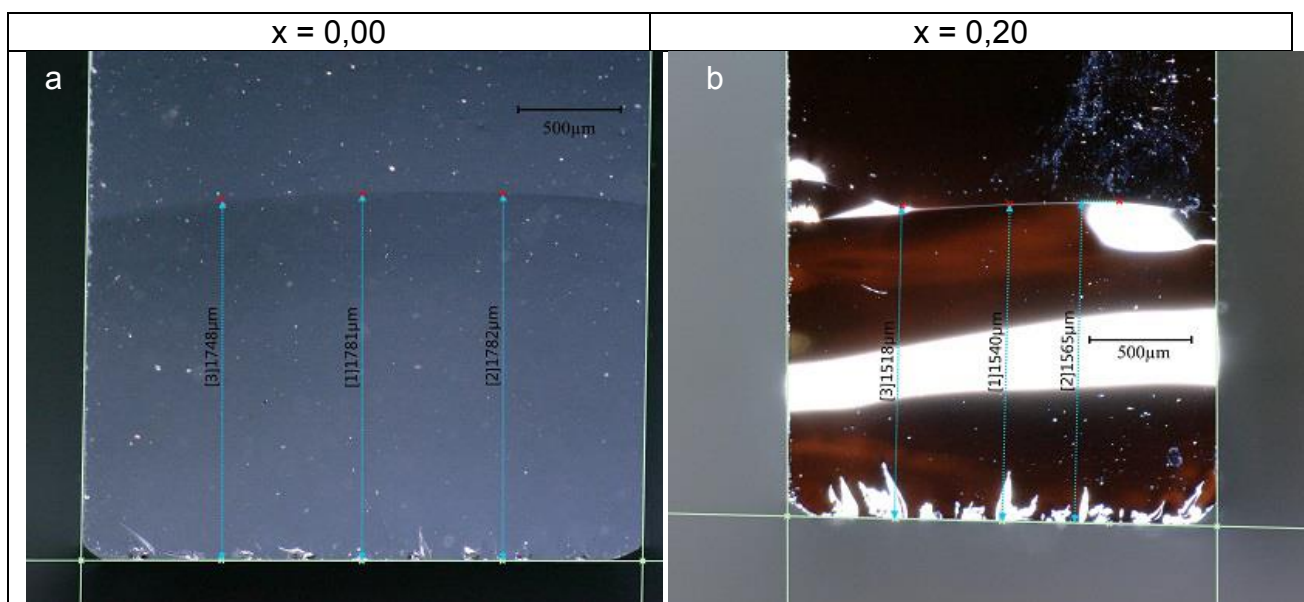 x = 0,00
x = 0,20
a
500µm
[3]1748µm
[1]1781µm
[2]1782µm
b
[3]1518µm
[1]1540µm
[2]1565µm
500µm